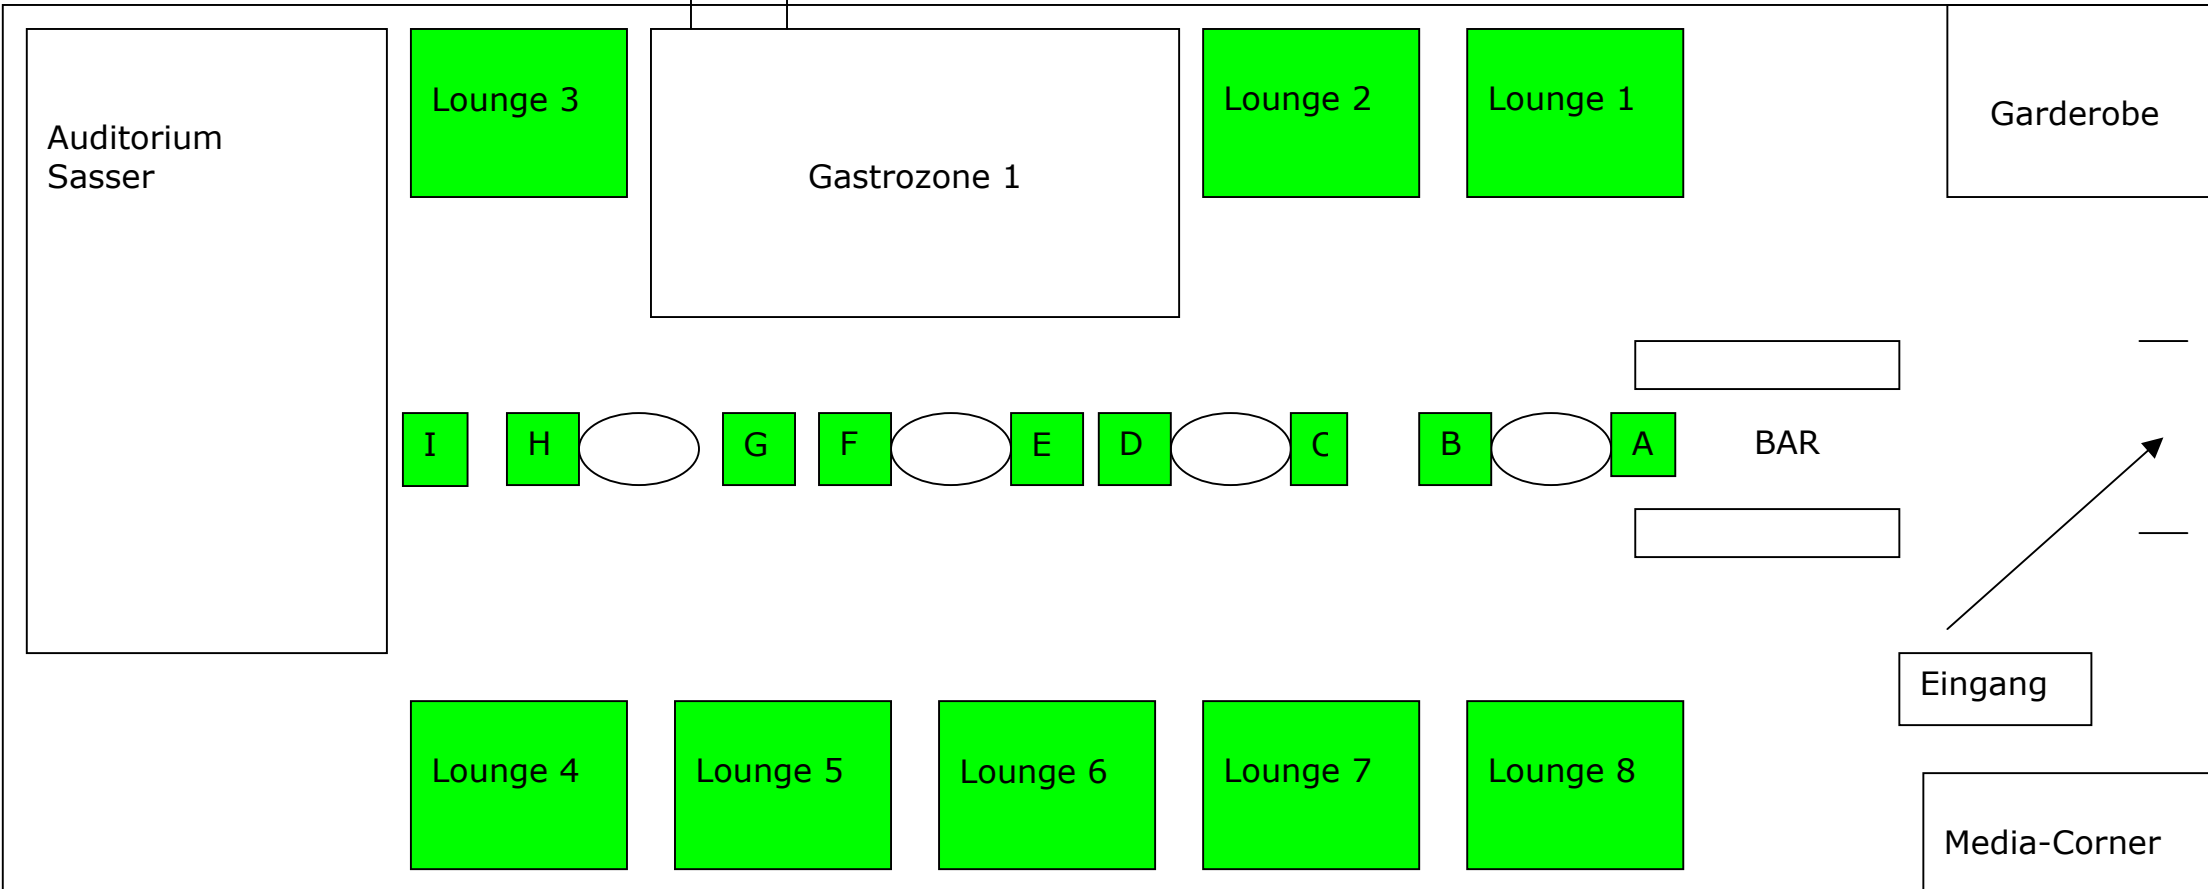 Auditorium
Sasser
Lounge 3
Gastrozone 1
Lounge 2
Lounge 1
Garderobe
I
H
G
F
E
D
C
B
A
BAR
Eingang
Lounge 4
Lounge 5
Lounge 6
Lounge 7
Lounge 8
Media-Corner